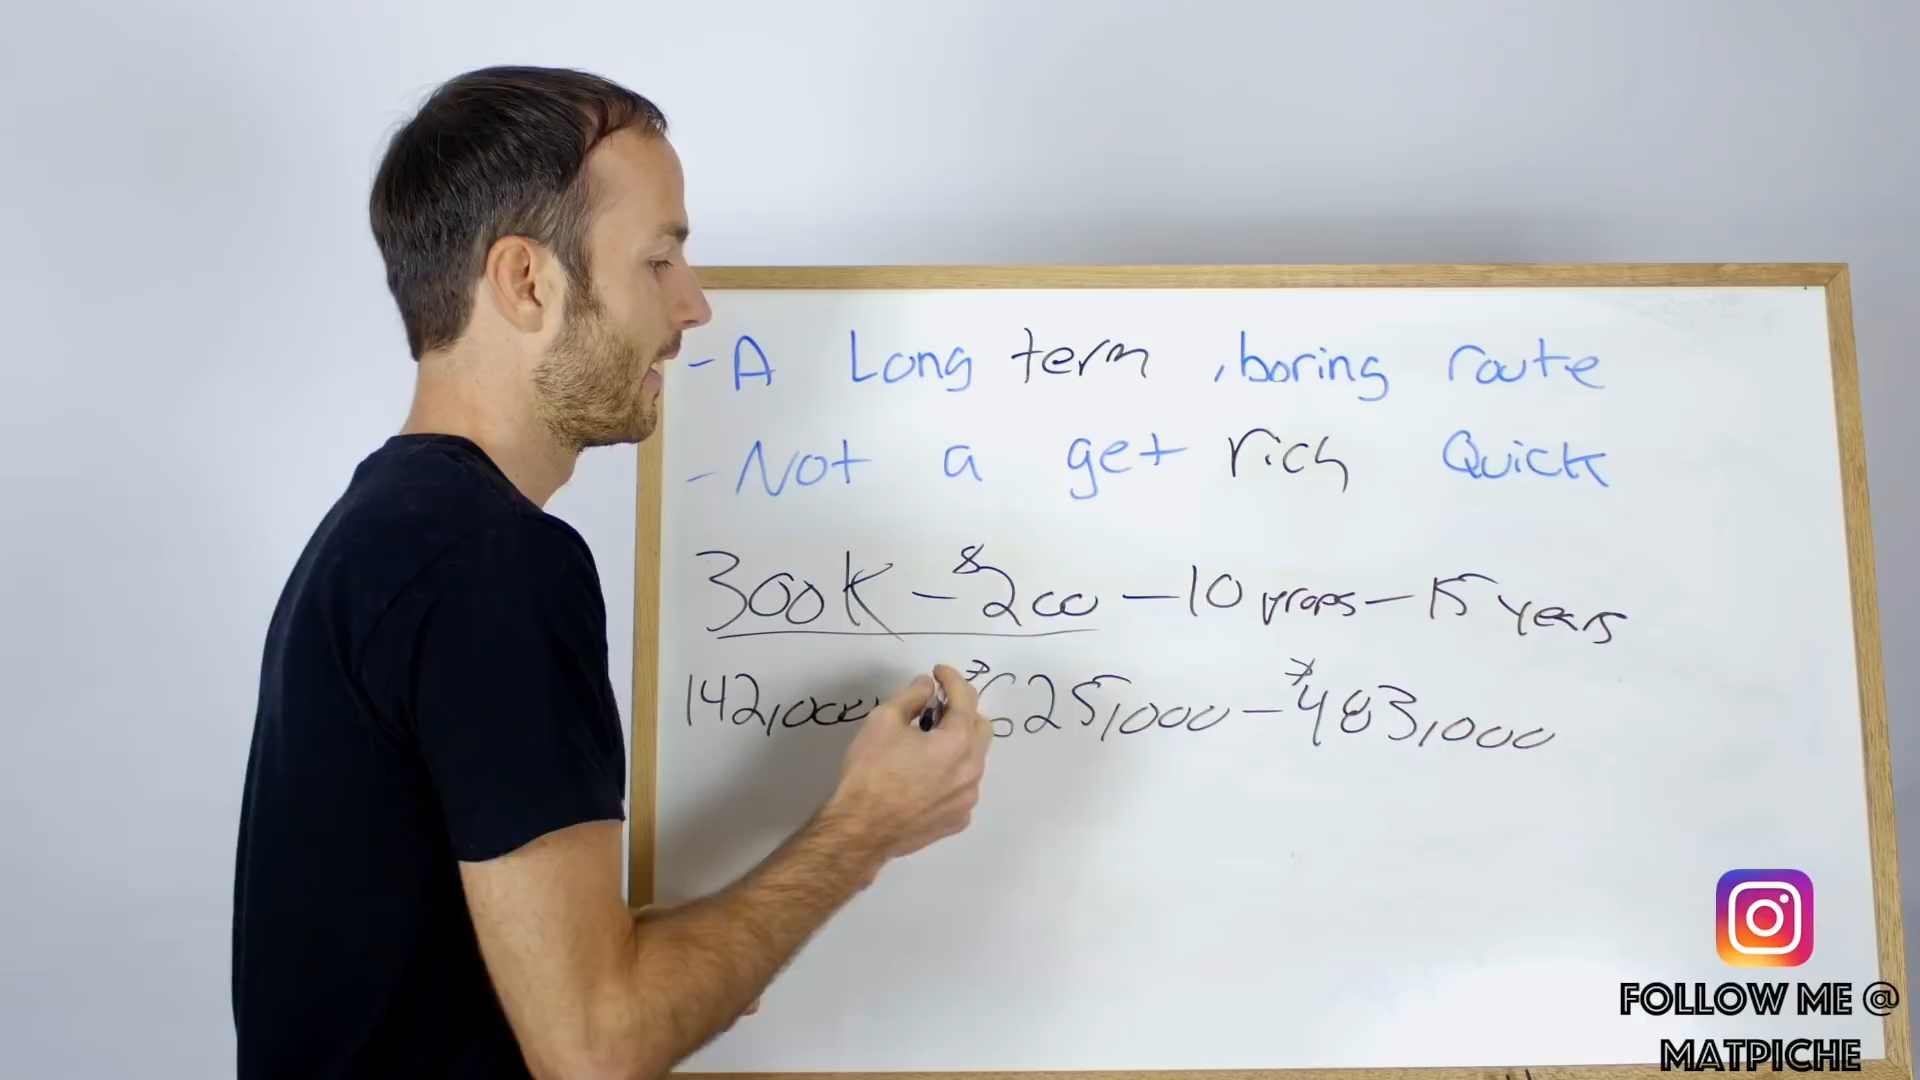 - A Long term , boring route
- Not a get rich Quick
300K - $200 - 10 props - 15 years
142,000 625,000 - 483,000
FOLLOW ME @
MATPICHE